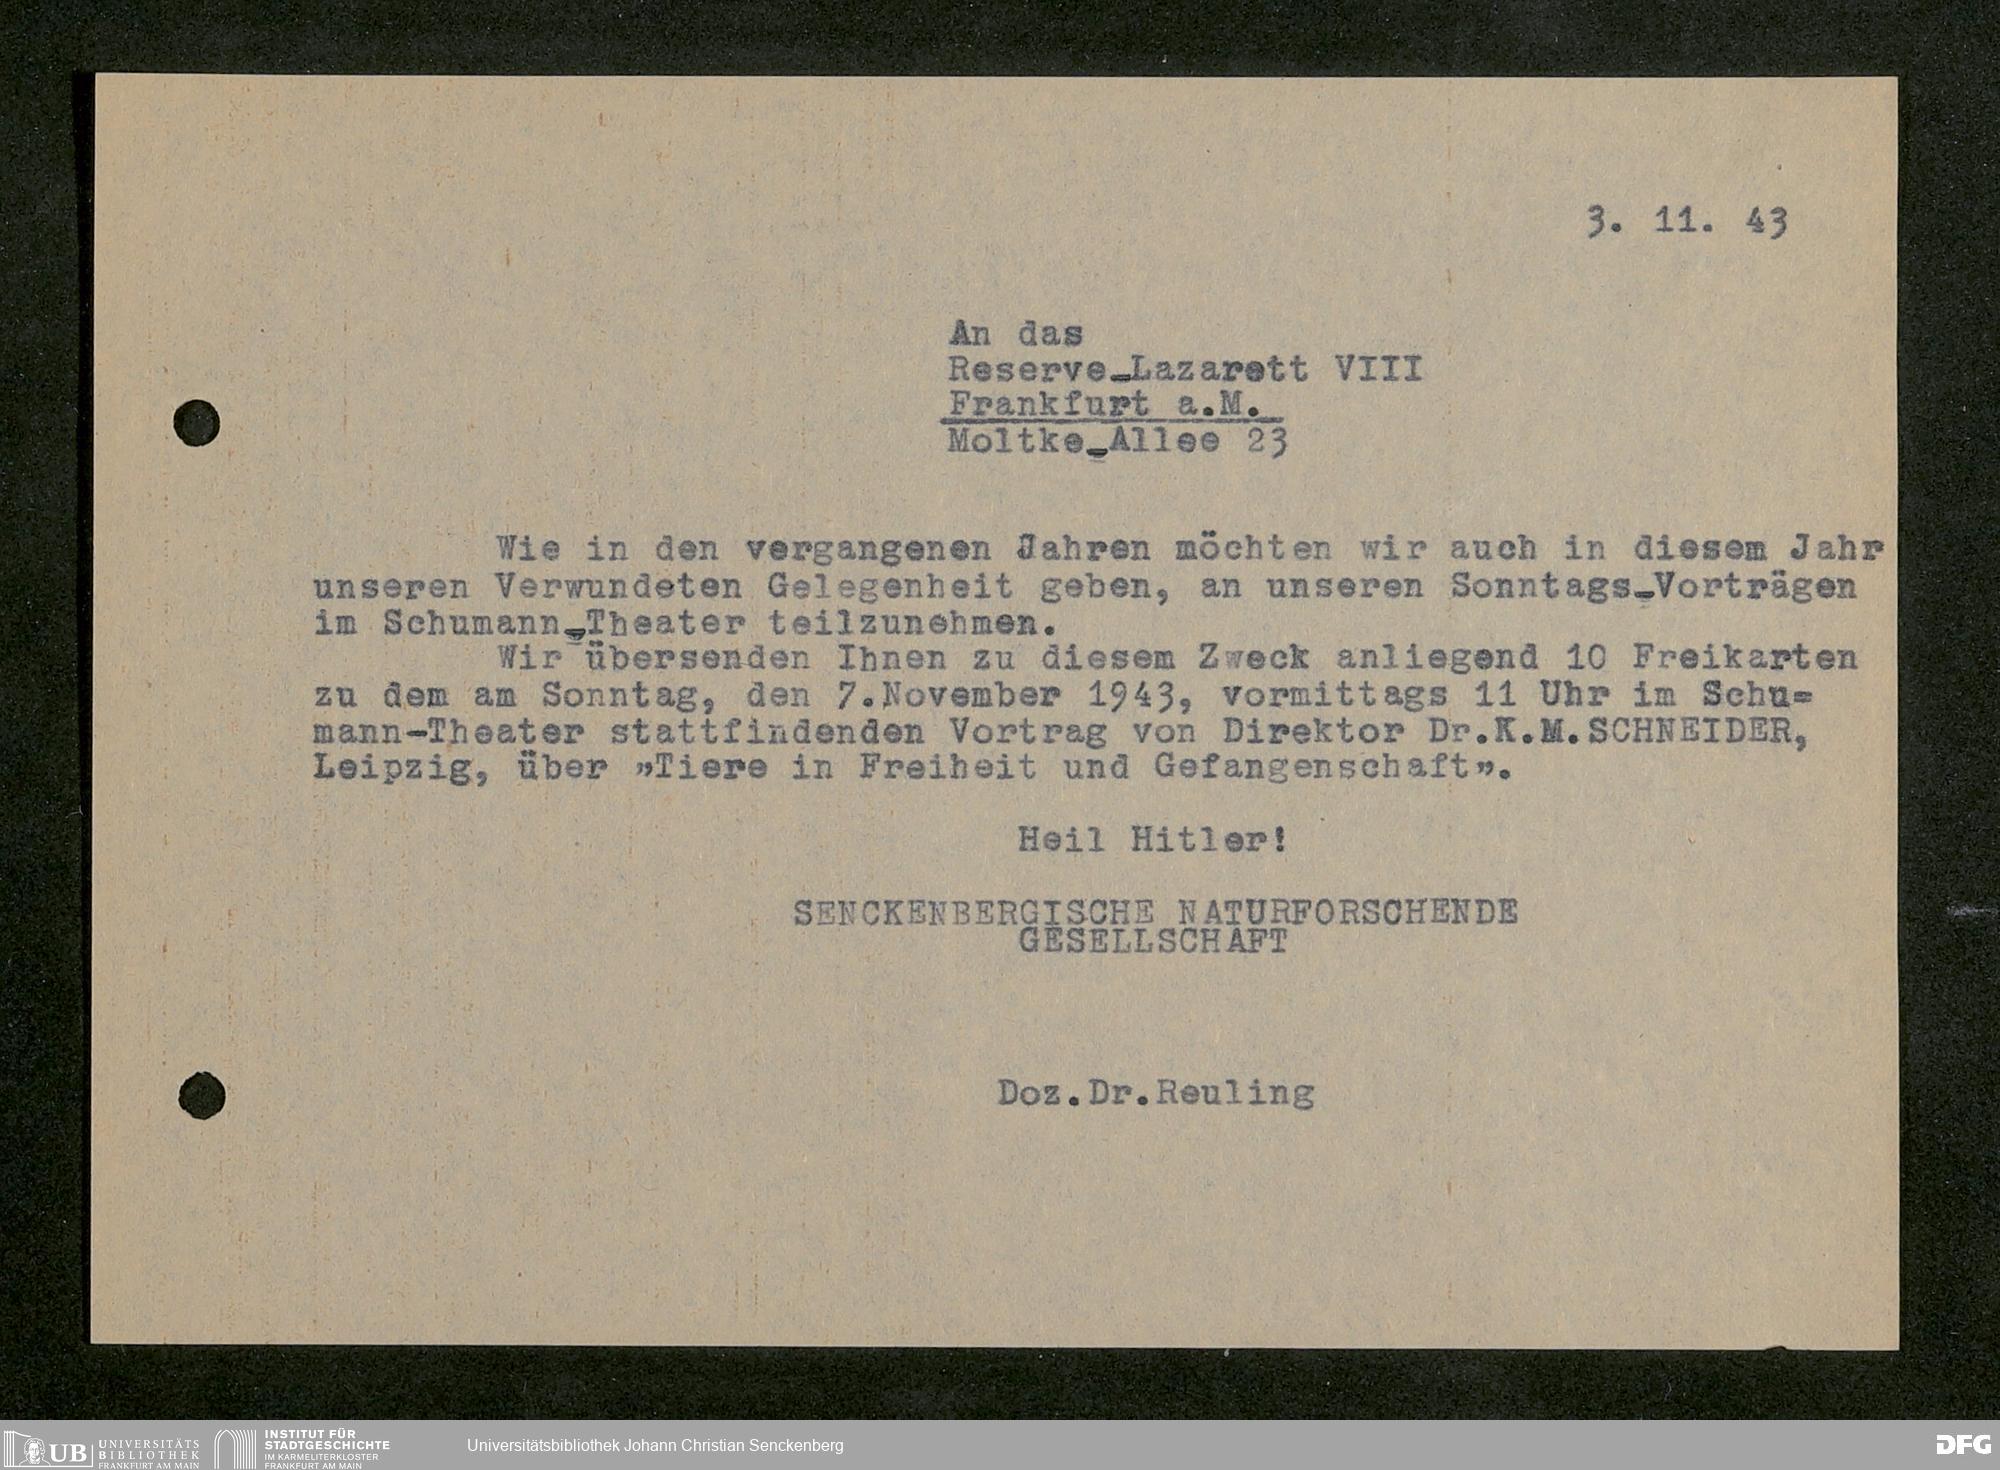 3. 11. 43
An das
Reserve-Lazarett VIII
Frankfurt a.M.
Moltke-Allee 23
Wie in den vergangenen Jahren möchten wir auch in diesem Jahr
unseren Verwundeten Gelegenheit geben, an unseren Sonntags-Vorträgen
im Schumann-Theater teilzunehmen.
Wir übersenden Ihnen zu diesem Zweck anliegend 10 Freikarten
zu dem am Sonntag, den 7.November 1943, vormittags 11 Uhr im Schu=
mann-Theater stattfindenden Vortrag von Direktor Dr.K.M.SCHNEIDER,
Leipzig, über „Tiere in Freiheit und Gefangenschaft”.
Heil Hitler!
SENCKENBERGISCHE NATURFORSCHENDE
GESELLSCHAFT
Doz.Dr.Reuling
UB UNIVERSITÄTS
BIBLIOTHEK
FRANKFURT AM MAIN
INSTITUT FÜR
STADTGESCHICHTE
IM KARMELITERKLOSTER
FRANKFURT AM MAIN
Universitätsbibliothek Johann Christian Senckenberg
DFG